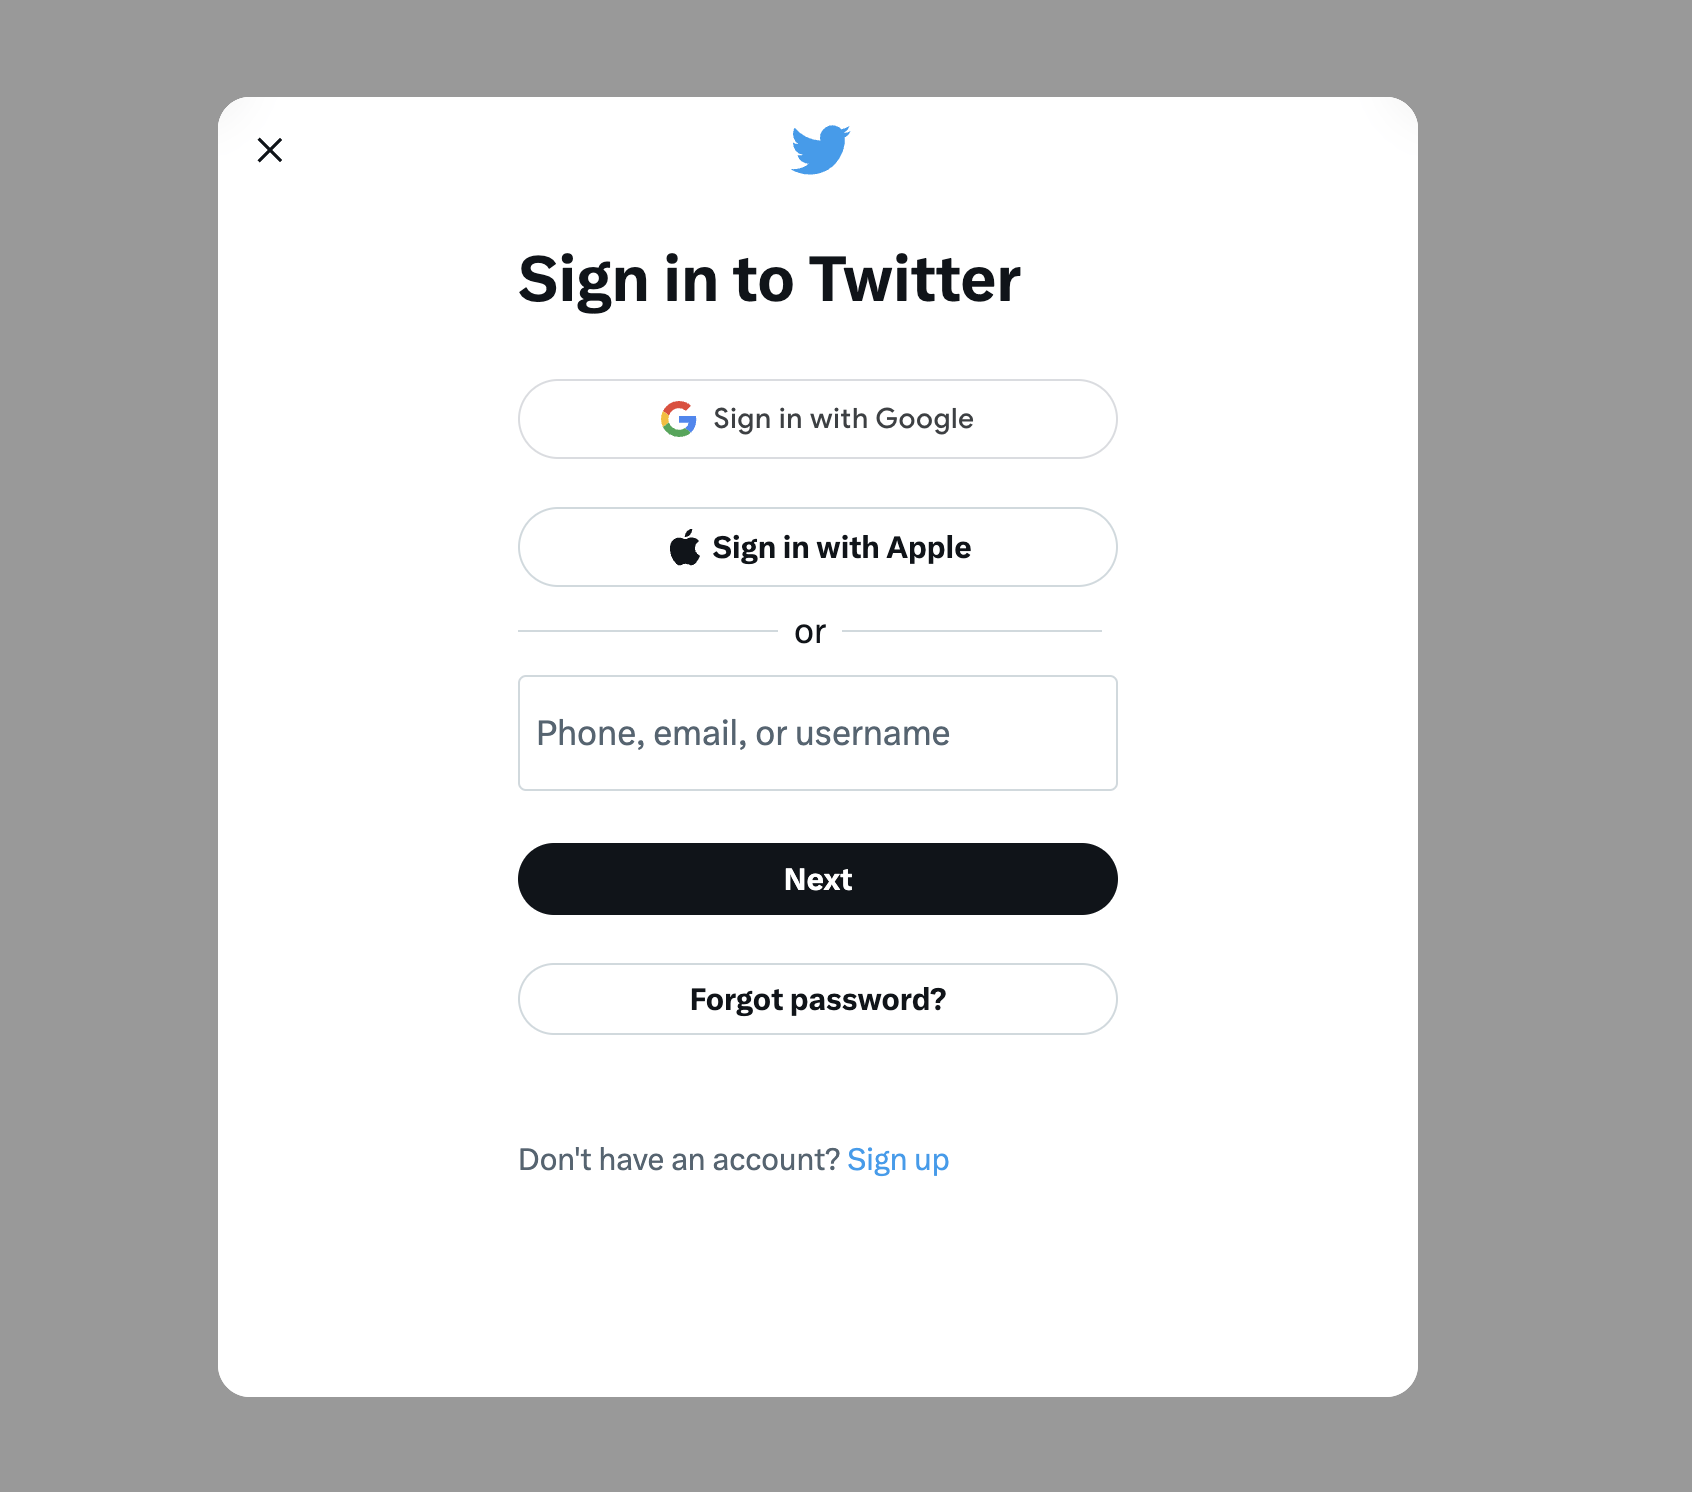 Sign in to Twitter
Sign in with Google
Sign in with Apple
or
Phone, email, or username
Next
Forgot password?
Don't have an account? Sign up